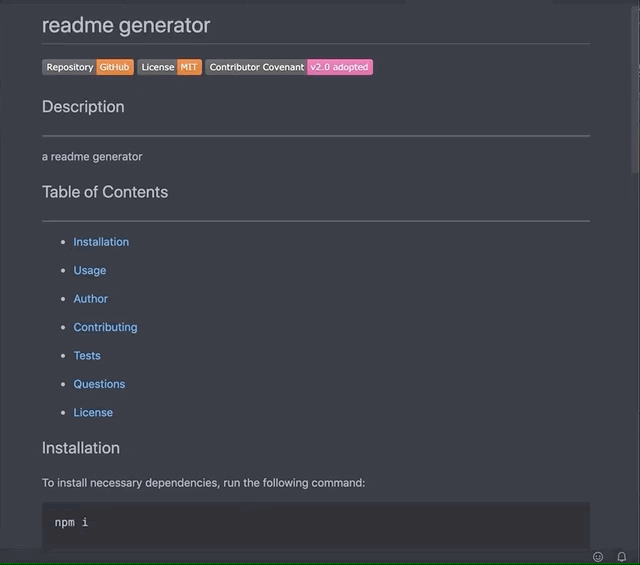 readme generator
Repository GitHub License MIT Contributor Covenant v2.0 adopted
Description
a readme generator
Table of Contents
Installation
Usage
Author
Contributing
Tests
Questions
License
Installation
To install necessary dependencies, run the following command:
npm i